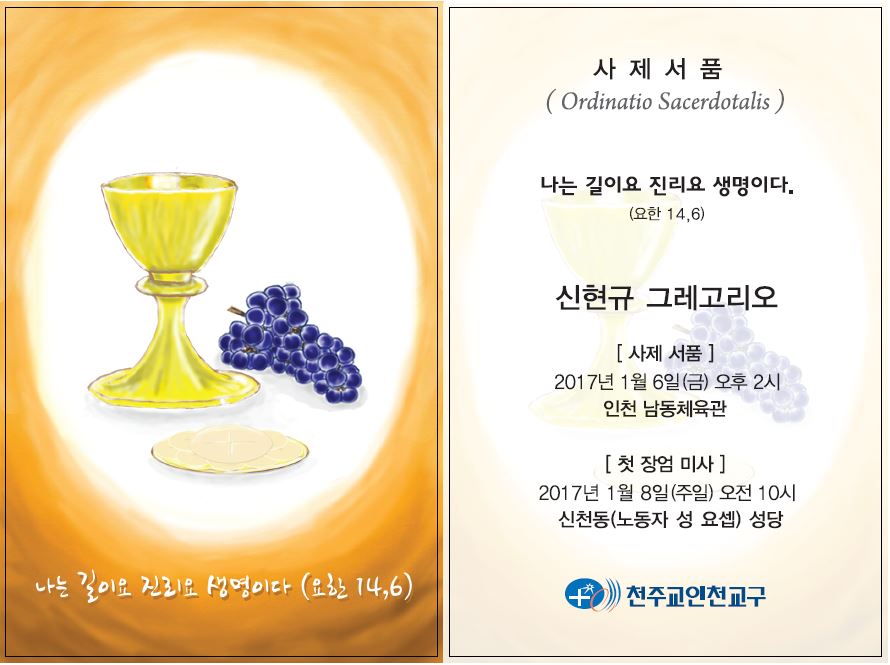 나는 길이요 진리요 생명이다 (요한 14,6)
사 제 서 품
( Ordinatio Sacerdotalis )
나는 길이요 진리요 생명이다.
(요한 14,6)
신현규 그레고리오
[ 사제 서품 ]
2017년 1월 6일(금) 오후 2시
인천 남동체육관
[ 첫 장엄 미사 ]
2017년 1월 8일(주일) 오전 10시
신천동(노동자 성 요셉) 성당
천주교인천교구